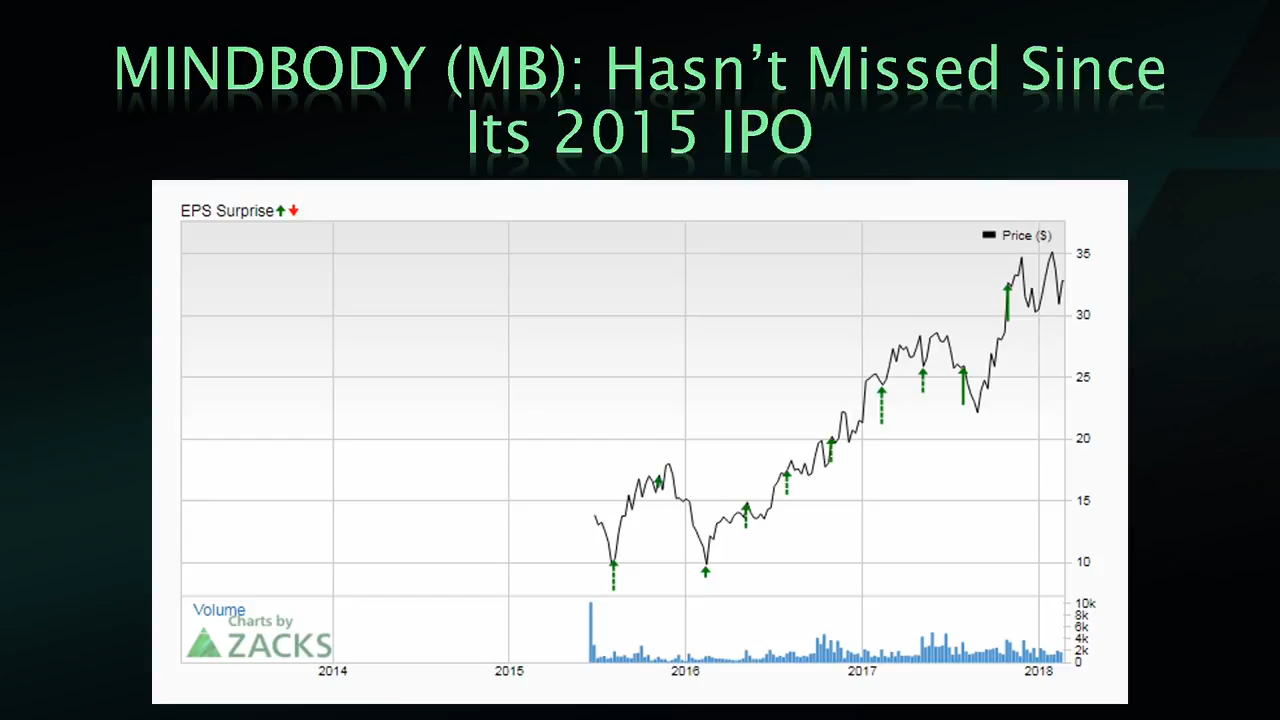 MINDBODY (MB): Hasn’t Missed Since
Its 2015 IPO
EPS Surprise
Price ($)
35
30
25
20
15
10
Volume
Charts by
ZACKS
10k
8k
6k
4k
2k
0
2014 2015 2016 2017 2018